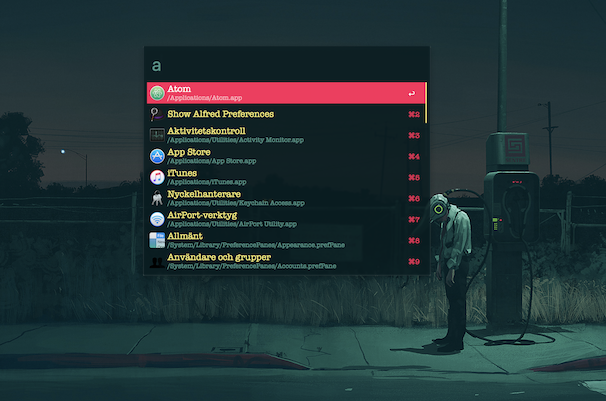 a
Atom
/Applications/Atom.app
Show Alfred Preferences ⌘2
Aktivitetskontroll ⌘3
/Applications/Utilities/Activity Monitor.app
App Store ⌘4
/Applications/App Store.app
iTunes ⌘5
/Applications/iTunes.app
Nyckelhanterare ⌘6
/Applications/Utilities/Keychain Access.app
AirPort-verktyg ⌘7
/Applications/Utilities/AirPort Utility.app
Allmänt ⌘8
/System/Library/PreferencePanes/Appearance.prefPane
Användare och grupper ⌘9
/System/Library/PreferencePanes/Accounts.prefPane